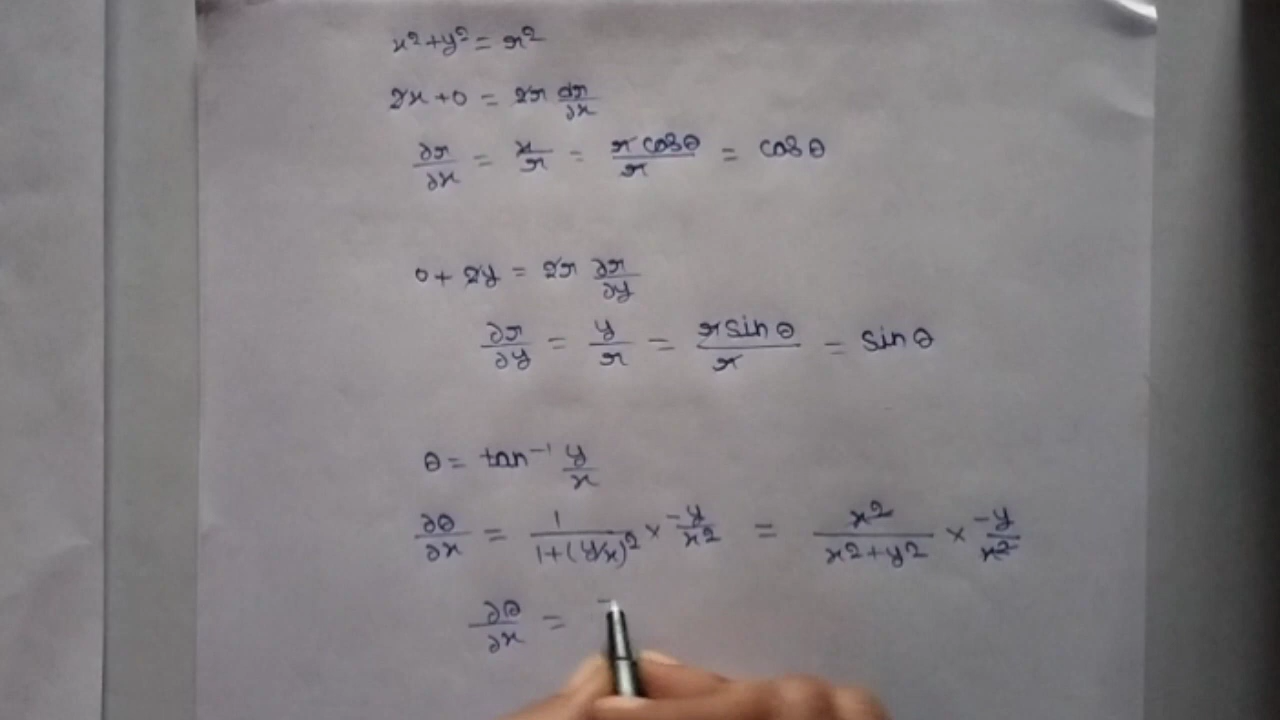 x²+y² = r²
2x+0 = 2r ∂r/∂x
∂r/∂x = x/r = r cosθ/r = cosθ
0+2y = 2r ∂r/∂y
∂r/∂y = y/r = r sinθ/r = sinθ
θ = tan⁻¹ y/x
∂θ/∂x = 1/1+(y/x)² × -y/x² = x²/x²+y² × -y/x²
∂θ/∂x = -